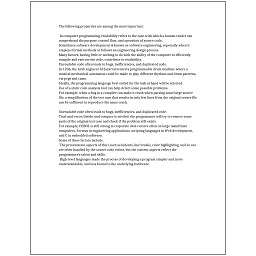 The following properties are among the most important:
In computer programming, readability refers to the ease with which a human reader can
comprehend the purpose, control flow, and operation of source code.
Sometimes software development is known as software engineering, especially when it
employs formal methods or follows an engineering design process.
Many factors, having little or nothing to do with the ability of the computer to efficiently
compile and execute the code, contribute to readability.
Unreadable code often leads to bugs, inefficiencies, and duplicated code.
In 1206, the Arab engineer Al-Jazari invented a programmable drum machine where a
musical mechanical automaton could be made to play different rhythms and drum patterns,
via pegs and cams.
Ideally, the programming language best suited for the task at hand will be selected.
Use of a static code analysis tool can help detect some possible problems.
For example, when a bug in a compiler can make it crash when parsing some large source
file, a simplification of the test case that results in only few lines from the original source file
can be sufficient to reproduce the same crash.
Unreadable code often leads to bugs, inefficiencies, and duplicated code.
Trial-and-error/divide-and-conquer is needed: the programmer will try to remove some
parts of the original test case and check if the problem still exists.
For example, COBOL is still strong in corporate data centers often on large mainframe
computers, Fortran in engineering applications, scripting languages in Web development,
and C in embedded software.
Some of these factors include:
The presentation aspects of this (such as indents, line breaks, color highlighting, and so on)
are often handled by the source code editor, but the content aspects reflect the
programmer's talent and skills.
High-level languages made the process of developing a program simpler and more
understandable, and less bound to the underlying hardware.